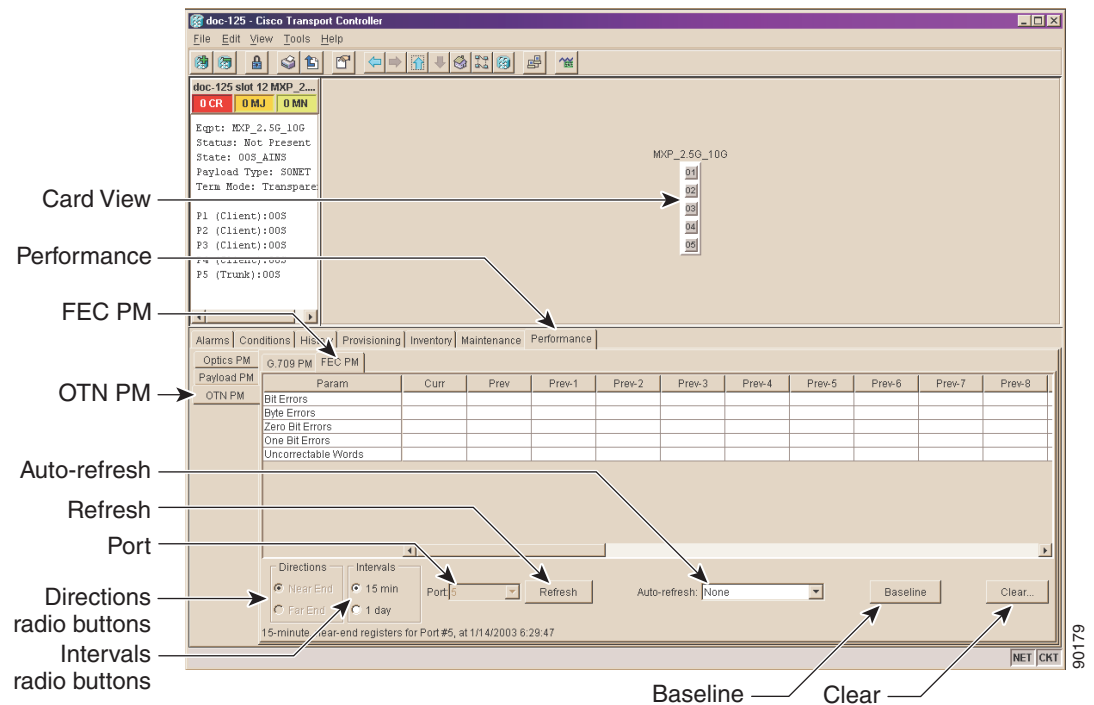 doc-125 - Cisco Transport Controller
File Edit View Tools Help
doc-125 slot 12 MXP_2....
0 CR 0 MJ 0 MN
Eqpt: MXP_2.5G_10G
Status: Not Present
State: OOS_AINS
Payload Type: SONET
Term Mode: Transpare
P1 (Client):OOS
P2 (Client):OOS
P3 (Client):OOS
P4 (Client):OOS
P5 (Trunk):OOS
MXP_2.5G_10G
01
02
03
04
05
Card View
Performance
FEC PM
OTN PM
Auto-refresh
Refresh
Port
Directions
radio buttons
Intervals
radio buttons
Alarms Conditions History Provisioning Inventory Maintenance Performance
Optics PM
Payload PM
OTN PM
G.709 PM FEC PM
Param Curr Prev Prev-1 Prev-2 Prev-3 Prev-4 Prev-5 Prev-6 Prev-7 Prev-8
Bit Errors
Byte Errors
Zero Bit Errors
One Bit Errors
Uncorrectable Words
Directions
Near End
Far End
Intervals
15 min
1 day
Port: 5
Refresh
Auto-refresh: None
Baseline
Clear...
15-minute, near-end registers for Port #5, at 1/14/2003 6:29:47
NET CKT
Baseline
Clear
90179